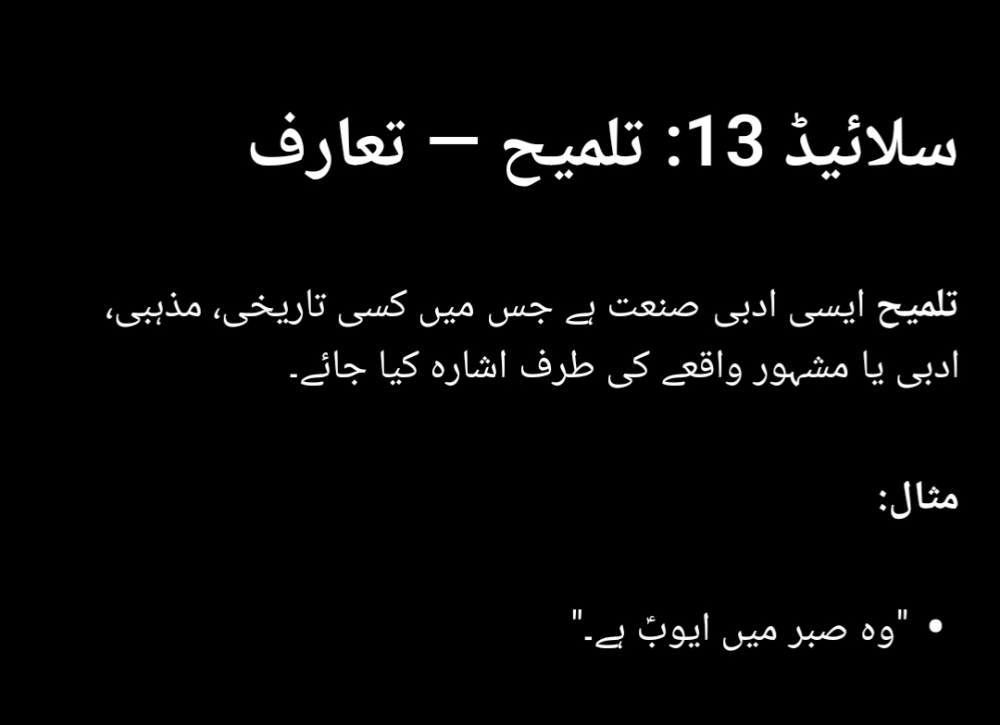 سلائیڈ 13: تلمیح — تعارف
تلمیح ایسی ادبی صنعت ہے جس میں کسی تاریخی، مذہبی،
ادبی یا مشہور واقعے کی طرف اشارہ کیا جائے۔
مثال:
• "وہ صبر میں ایوبؑ ہے۔"